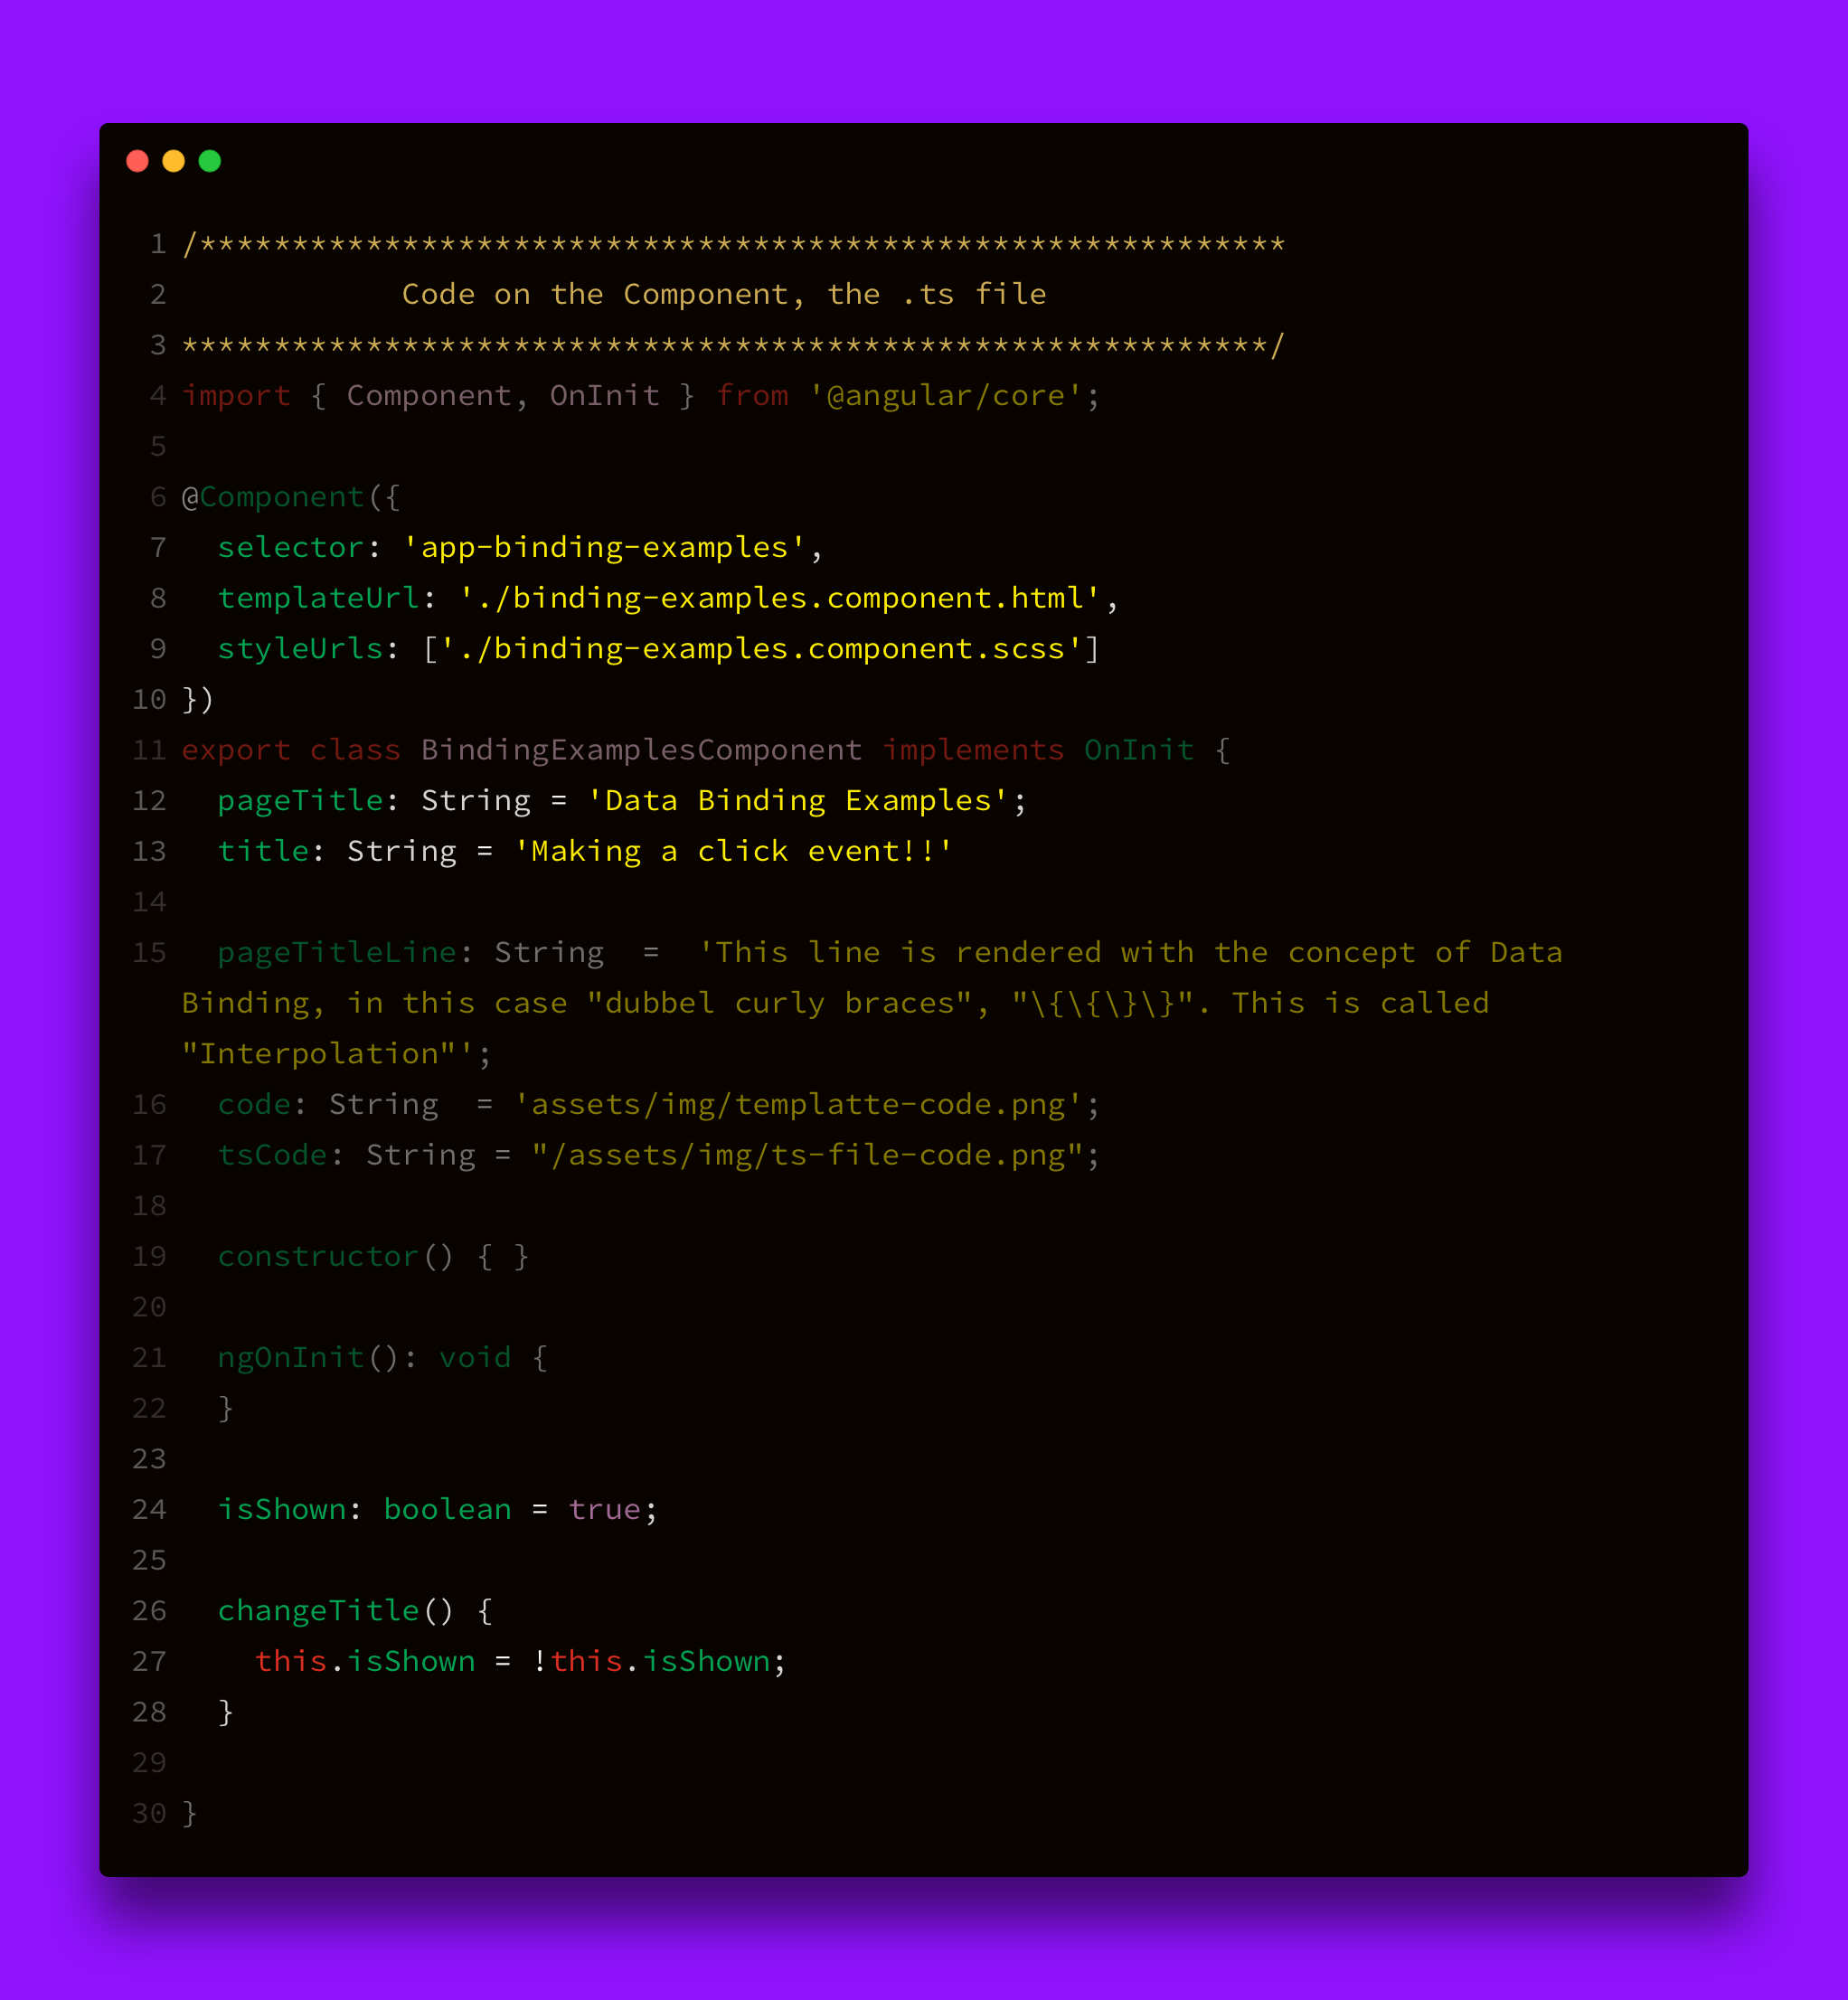 1 /***********************************************************
2             Code on the Component, the .ts file
3 ***********************************************************/
4 import { Component, OnInit } from '@angular/core';
5
6 @Component({
7   selector: 'app-binding-examples',
8   templateUrl: './binding-examples.component.html',
9   styleUrls: ['./binding-examples.component.scss']
10 })
11 export class BindingExamplesComponent implements OnInit {
12   pageTitle: String = 'Data Binding Examples';
13   title: String = 'Making a click event!!'
14
15   pageTitleLine: String  =  'This line is rendered with the concept of Data
Binding, in this case "dubbel curly braces", "\{\{\}\}". This is called
"Interpolation"';
16   code: String  = 'assets/img/templatte-code.png';
17   tsCode: String = "/assets/img/ts-file-code.png";
18
19   constructor() { }
20
21   ngOnInit(): void {
22   }
23
24   isShown: boolean = true;
25
26   changeTitle() {
27     this.isShown = !this.isShown;
28   }
29
30 }